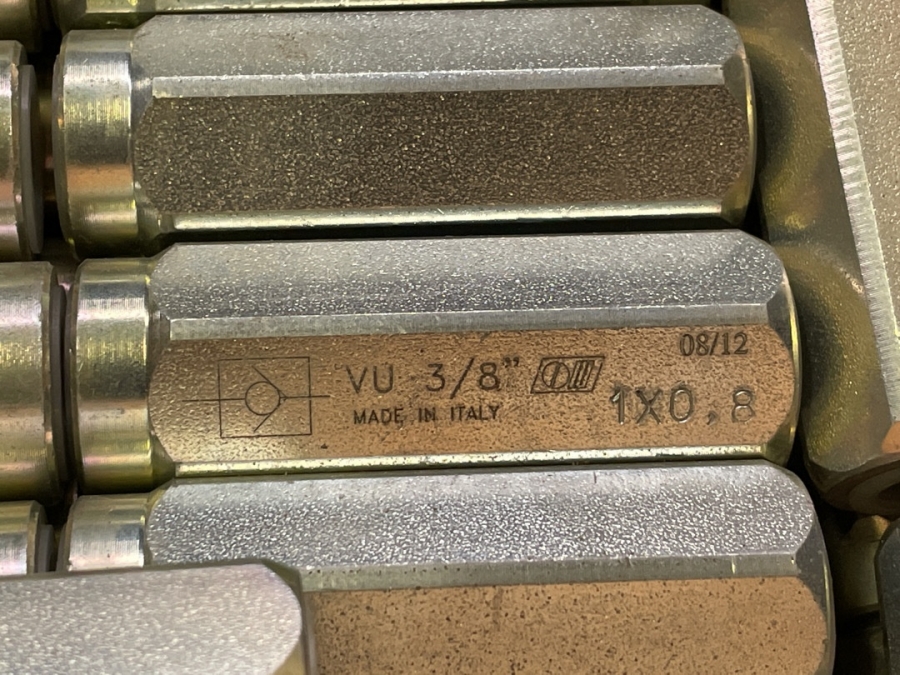 08/12
VU 3/8”
1X0,8
MADE IN ITALY